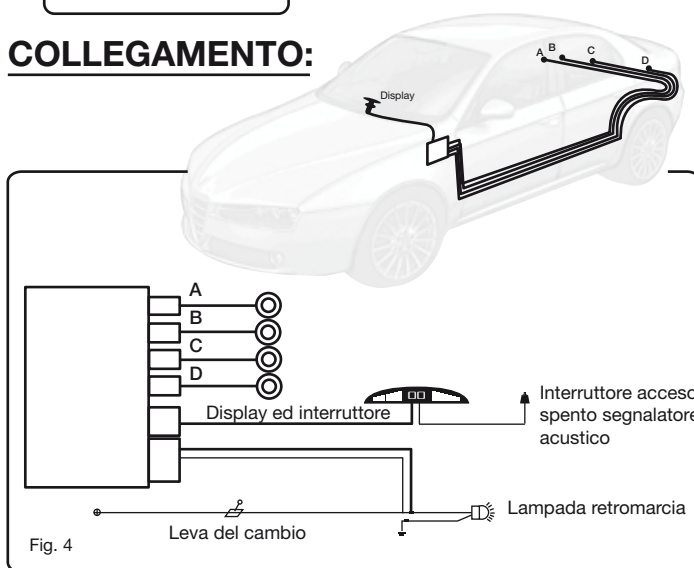 COLLEGAMENTO:
A
B
C
D
Display
A
B
C
D
Display ed interruttore
Interruttore acceso
spento segnalatore
acustico
Lampada retromarcia
Leva del cambio
Fig. 4